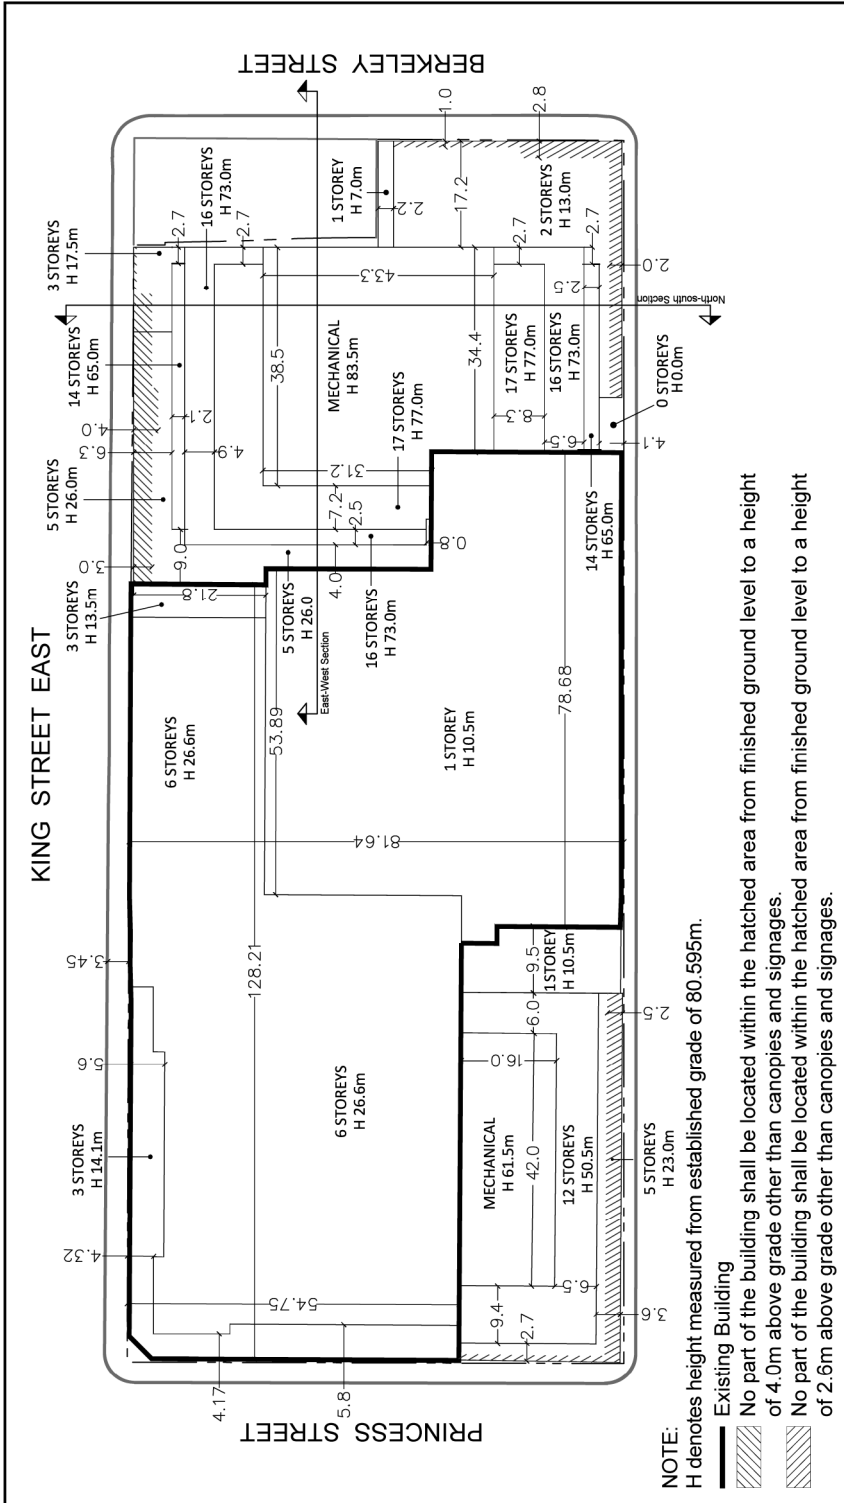 KING STREET EAST
BERKELEY STREET
PRINCESS STREET
3 STOREYS
H 17.5m
16 STOREYS
H 73.0m
1 STOREY
H 7.0m
2 STOREYS
H 13.0m
14 STOREYS
H 65.0m
5 STOREYS
H 26.0m
MECHANICAL
H 83.5m
17 STOREYS
H 77.0m
17 STOREYS
H 77.0m
16 STOREYS
H 73.0m
0 STOREYS
H 0.0m
14 STOREYS
H 65.0m
3 STOREYS
H 13.5m
5 STOREYS
H 26.0
16 STOREYS
H 73.0m
6 STOREYS
H 26.6m
1 STOREY
H 10.5m
3 STOREYS
H 14.1m
6 STOREYS
H 26.6m
1 STOREY
H 10.5m
MECHANICAL
H 61.5m
12 STOREYS
H 50.5m
5 STOREYS
H 23.0m
North-south Section
East-West Section
1.0
2.8
2.7
2.7
2.2
17.2
2.7
2.7
2.0
2.5
43.3
38.5
34.4
8.3
6.5
4.1
2.1
4.0
6.3
4.9
31.2
7.2
2.5
0.8
9.0
3.0
4.0
21.8
53.89
78.68
81.64
128.21
3.45
5.6
4.32
54.75
4.17
5.8
9.5
6.0
16.0
42.0
2.5
6.5
9.4
2.7
3.6
NOTE:
H denotes height measured from established grade of 80.595m.
Existing Building
No part of the building shall be located within the hatched area from finished ground level to a height
of 4.0m above grade other than canopies and signages.
No part of the building shall be located within the hatched area from finished ground level to a height
of 2.6m above grade other than canopies and signages.